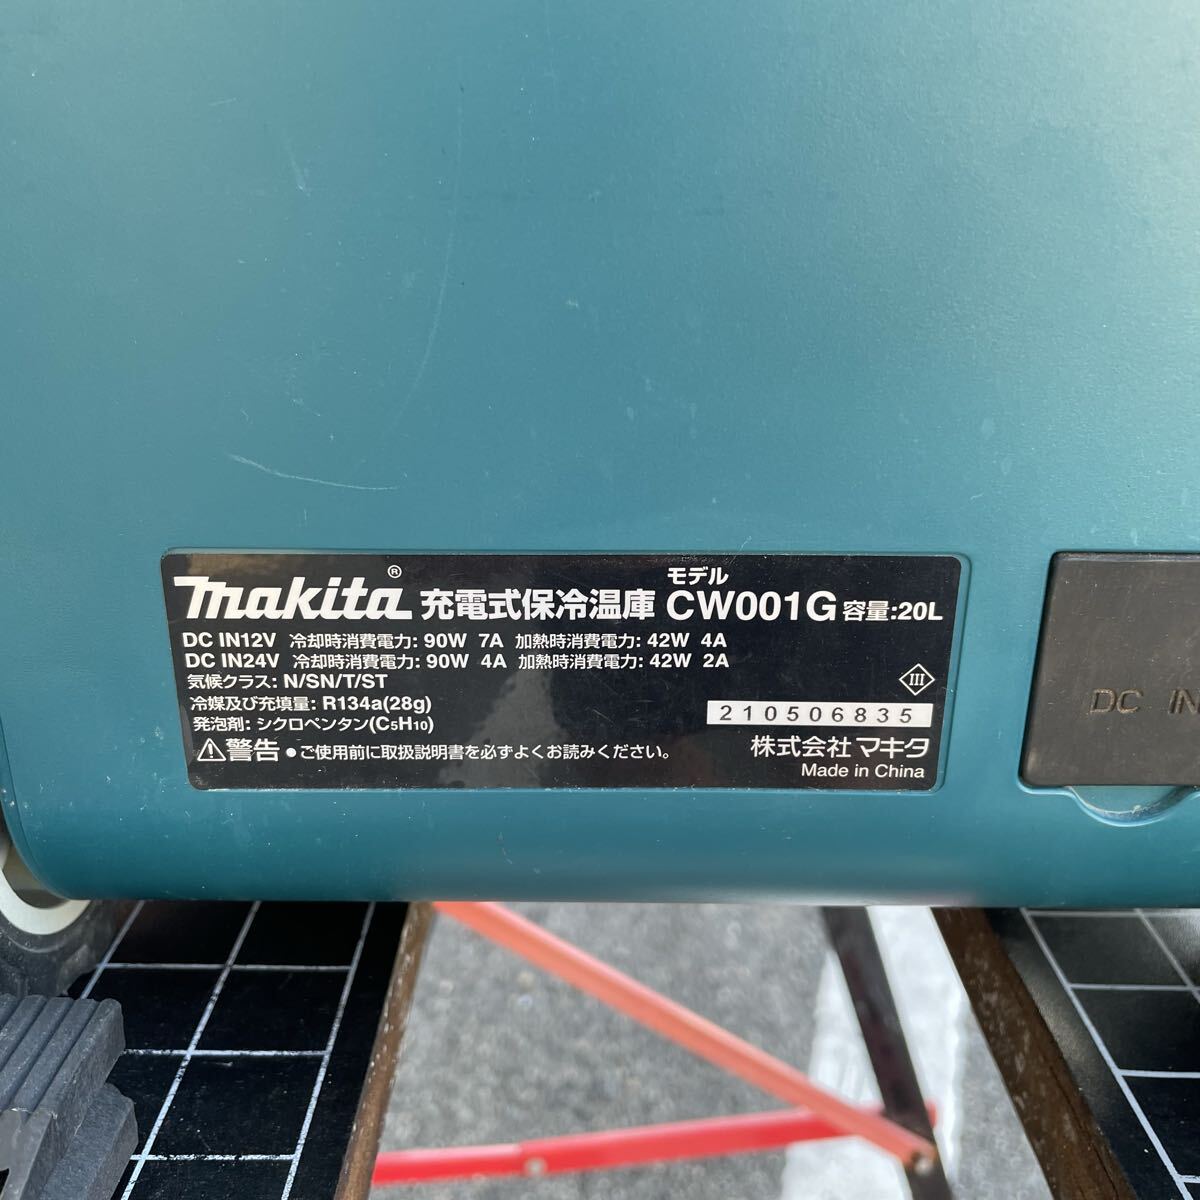 makita® 充電式保冷温庫 モデル CW001G 容量:20L
DC IN12V 冷却時消費電力: 90W 7A 加熱時消費電力: 42W 4A
DC IN24V 冷却時消費電力: 90W 4A 加熱時消費電力: 42W 2A
気候クラス: N/SN/T/ST
III
冷媒及び充填量: R134a(28g)
210506835
発泡剤: シクロペンタン(C5H10)
⚠警告 ●ご使用前に取扱説明書を必ずよくお読みください。
株式会社マキタ
Made in China
DC IN